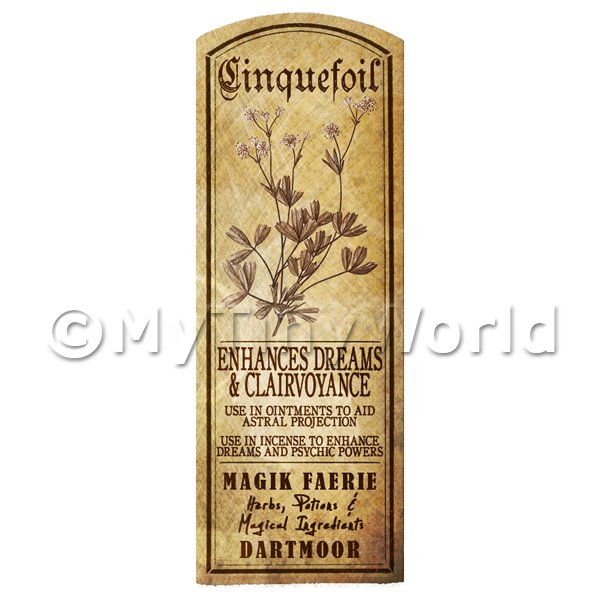 Cinquefoil
©MyTinyWorld
ENHANCES DREAMS
& CLAIRVOYANCE
USE IN OINTMENTS TO AID
ASTRAL PROJECTION
USE IN INCENSE TO ENHANCE
DREAMS AND PSYCHIC POWERS
MAGIK FAERIE
Herbs, Potions &
Magical Ingredients
DARTMOOR